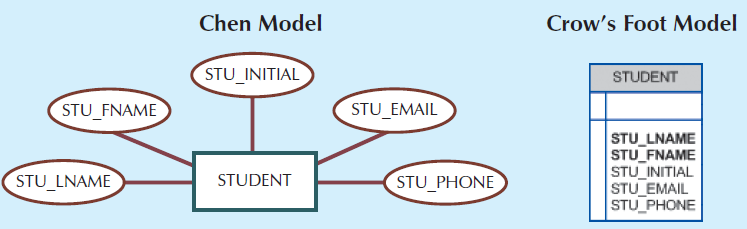 Chen Model
Crow's Foot Model
STU_INITIAL
STU_FNAME
STU_EMAIL
STU_LNAME
STUDENT
STU_PHONE
STUDENT
STU_LNAME
STU_FNAME
STU_INITIAL
STU_EMAIL
STU_PHONE